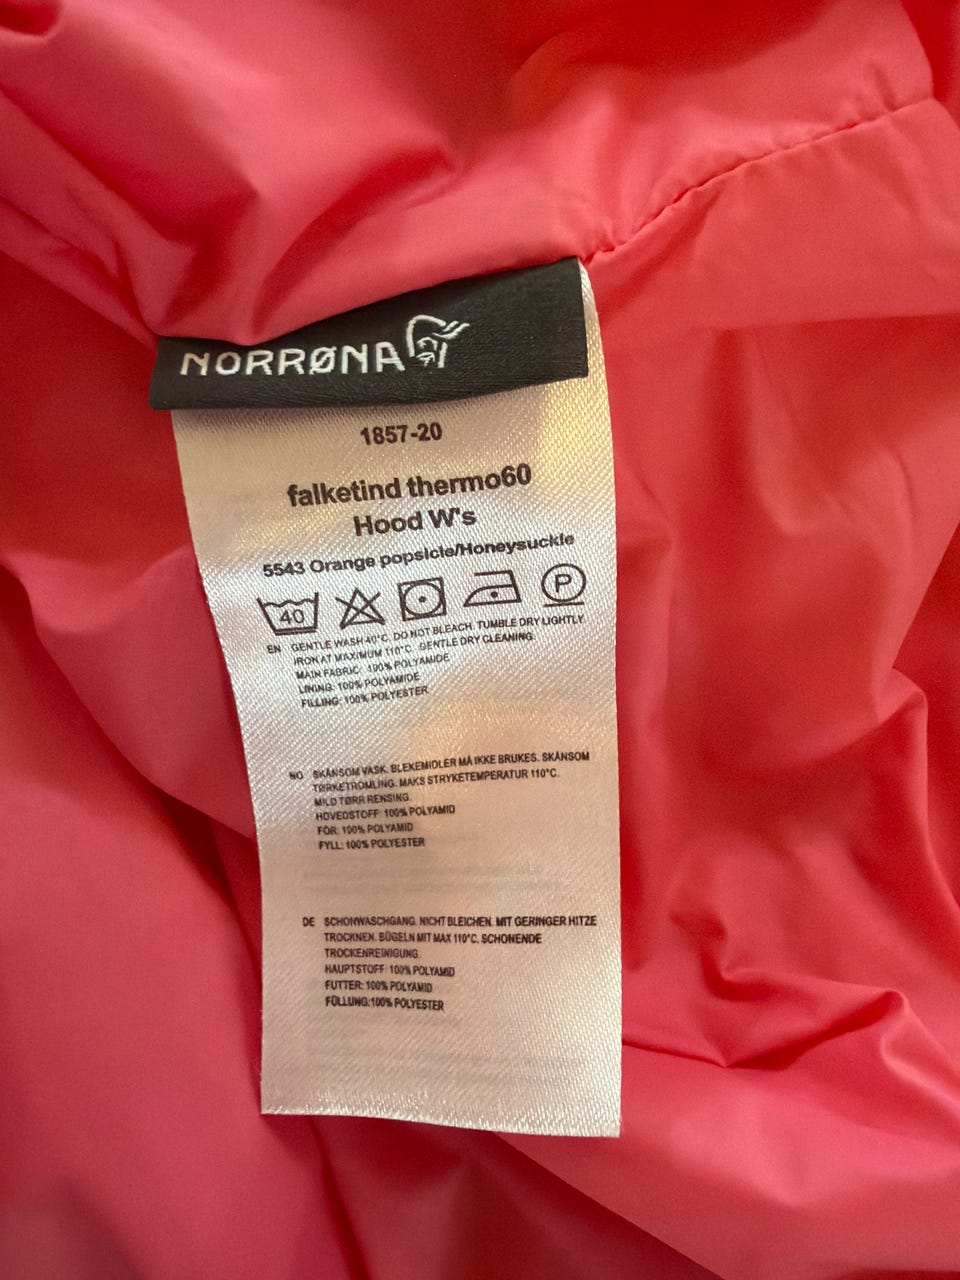 NORRØNA
1857-20
falketind thermo60
Hood W's
5543 Orange popsicle/Honeysuckle
40 P
EN GENTLE WASH 40°C. DO NOT BLEACH. TUMBLE DRY LIGHTLY.
IRON AT MAXIMUM 110°C. GENTLE DRY CLEANING.
MAIN FABRIC: 100% POLYAMIDE
LINING: 100% POLYAMIDE
FILLING: 100% POLYESTER
NO SKÅNSOM VASK. BLEKEMIDLER MÅ IKKE BRUKES. SKÅNSOM
TØRKETROMLING. MAKS STRYKETEMPERATUR 110°C.
MILD TØRR RENSING.
HOVEDSTOFF: 100% POLYAMID
FÔR: 100% POLYAMID
FYLL: 100% POLYESTER
DE SCHONWASCHGANG. NICHT BLEICHEN. MIT GERINGER HITZE
TROCKNEN. BÜGELN MIT MAX 110°C. SCHONENDE
TROCKENREINIGUNG.
HAUPTSTOFF: 100% POLYAMID
FUTTER: 100% POLYAMID
FÜLLUNG:100% POLYESTER